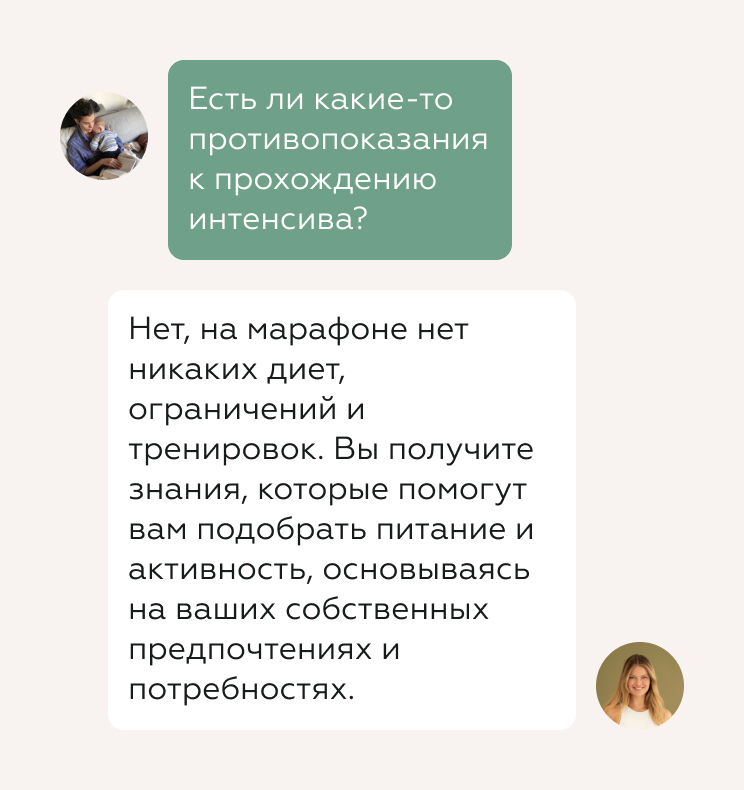 Есть ли какие-то
противопоказания
к прохождению
интенсива?
Нет, на марафоне нет
никаких диет,
ограничений и
тренировок. Вы получите
знания, которые помогут
вам подобрать питание и
активность, основываясь
на ваших собственных
предпочтениях и
потребностях.